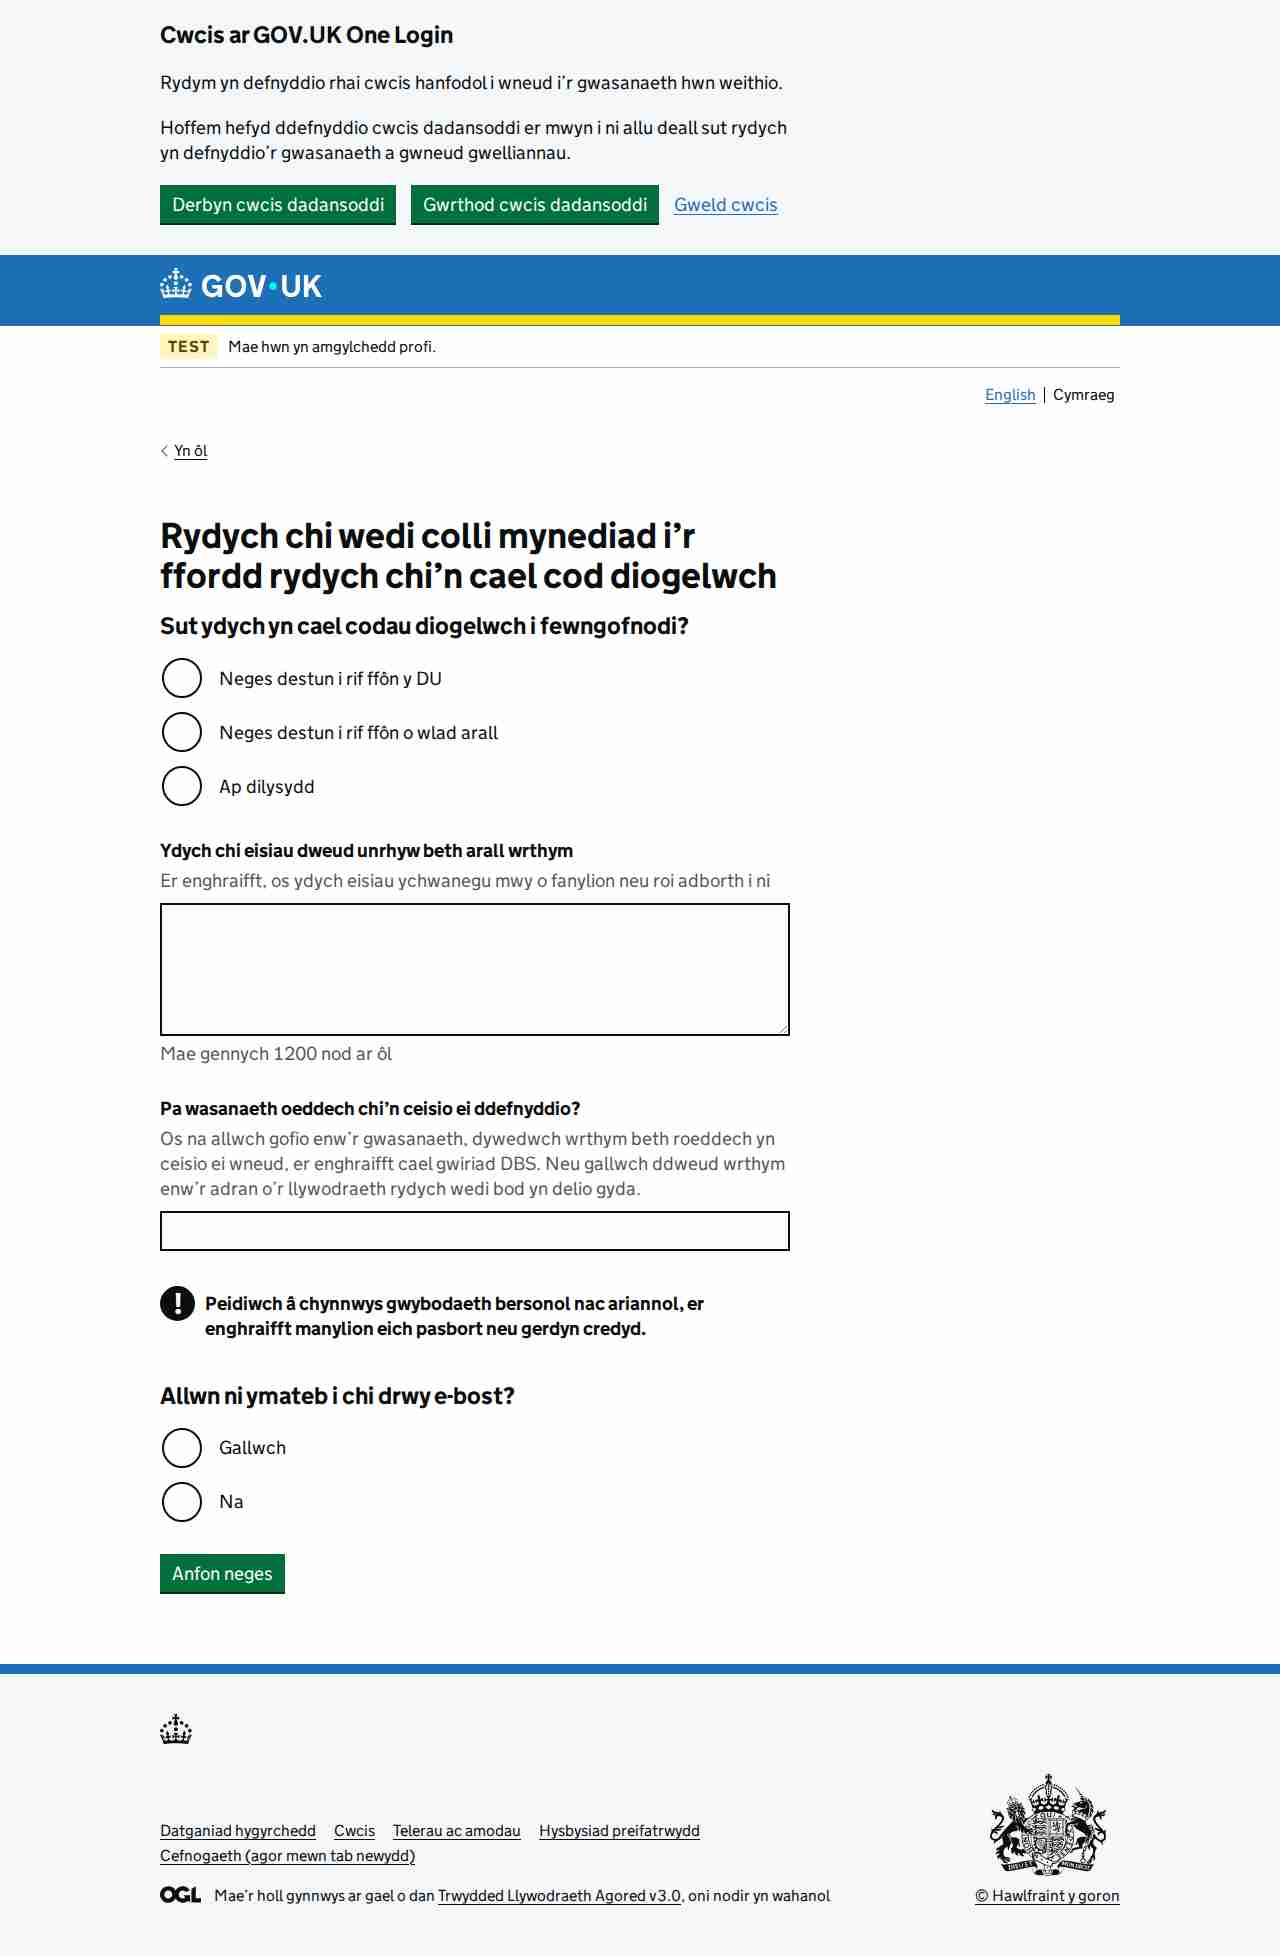 Cwcis ar GOV.UK One Login
Rydym yn defnyddio rhai cwcis hanfodol i wneud i’r gwasanaeth hwn weithio.
Hoffem hefyd ddefnyddio cwcis dadansoddi er mwyn i ni allu deall sut rydych
yn defnyddio’r gwasanaeth a gwneud gwelliannau.
Derbyn cwcis dadansoddi Gwrthod cwcis dadansoddi Gweld cwcis
GOV·UK
TEST Mae hwn yn amgylchedd profi.
English | Cymraeg
Yn ôl
Rydych chi wedi colli mynediad i’r
ffordd rydych chi’n cael cod diogelwch
Sut ydych yn cael codau diogelwch i fewngofnodi?
Neges destun i rif ffôn y DU
Neges destun i rif ffôn o wlad arall
Ap dilysydd
Ydych chi eisiau dweud unrhyw beth arall wrthym
Er enghraifft, os ydych eisiau ychwanegu mwy o fanylion neu roi adborth i ni
Mae gennych 1200 nod ar ôl
Pa wasanaeth oeddech chi’n ceisio ei ddefnyddio?
Os na allwch gofio enw’r gwasanaeth, dywedwch wrthym beth roeddech yn
ceisio ei wneud, er enghraifft cael gwiriad DBS. Neu gallwch ddweud wrthym
enw’r adran o’r llywodraeth rydych wedi bod yn delio gyda.
! Peidiwch â chynnwys gwybodaeth bersonol nac ariannol, er
enghraifft manylion eich pasbort neu gerdyn credyd.
Allwn ni ymateb i chi drwy e-bost?
Gallwch
Na
Anfon neges
Datganiad hygyrchedd Cwcis Telerau ac amodau Hysbysiad preifatrwydd
Cefnogaeth (agor mewn tab newydd)
OGL Mae’r holl gynnwys ar gael o dan Trwydded Llywodraeth Agored v3.0, oni nodir yn wahanol
© Hawlfraint y goron